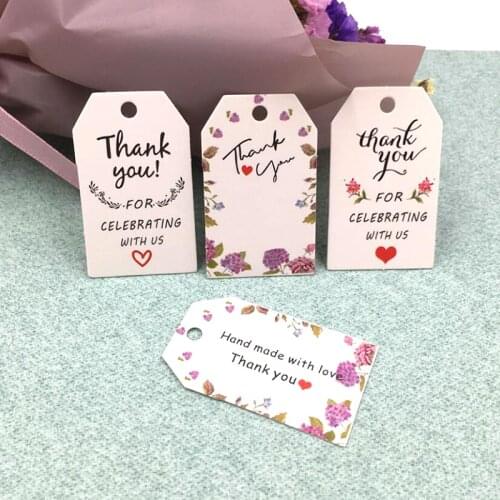 Thank
you!
FOR
CELEBRATING
WITH US
Thank
You
thank
you
FOR
CELEBRATING
WITH US
Hand made with love
Thank you